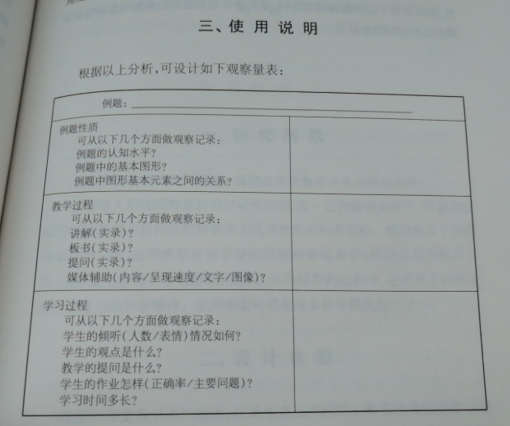 三、使用说明
根据以上分析,可设计如下观察量表:
例题:
例题性质
可从以下几个方面做观察记录:
例题的认知水平?
例题中的基本图形?
例题中图形基本元素之间的关系?
教学过程
可从以下几个方面做观察记录:
讲解(实录)?
板书(实录)?
提问(实录)?
媒体辅助(内容/呈现速度/文字/图像)?
学习过程
可从以下几个方面做观察记录:
学生的倾听(人数/表情)情况如何?
学生的观点是什么?
教学的提问是什么?
学生的作业怎样(正确率/主要问题)?
学习时间多长?